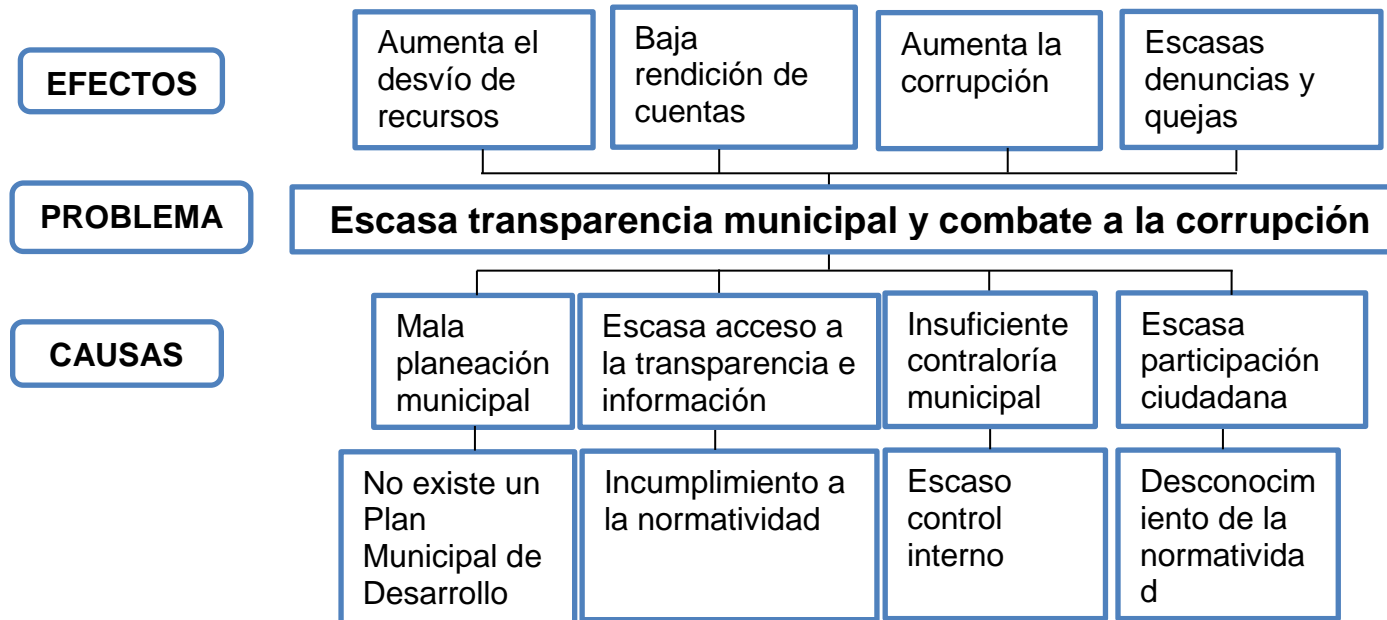 EFECTOS
Aumenta el
desvío de
recursos
Baja
rendición de
cuentas
Aumenta la
corrupción
Escasas
denuncias y
quejas
PROBLEMA
Escasa transparencia municipal y combate a la corrupción
CAUSAS
Mala
planeación
municipal
Escasa acceso a
la transparencia e
información
Insuficiente
contraloría
municipal
Escasa
participación
ciudadana
No existe un
Plan
Municipal de
Desarrollo
Incumplimiento a
la normatividad
Escaso
control
interno
Desconocim
iento de la
normativida
d